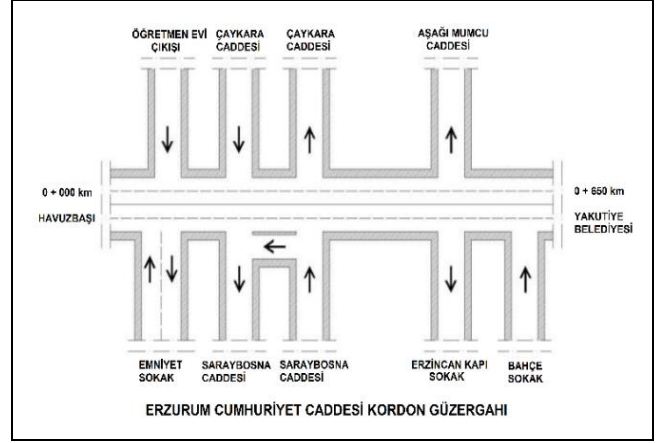 ÖĞRETMEN EVİ
ÇIKIŞI
ÇAYKARA
CADDESİ
ÇAYKARA
CADDESİ
AŞAĞI MUMCU
CADDESİ
0 + 000 km
0 + 650 km
HAVUZBAŞI
YAKUTİYE
BELEDİYESİ
EMNİYET
SOKAK
SARAYBOSNA
CADDESİ
SARAYBOSNA
CADDESİ
ERZİNCAN KAPI
SOKAK
BAHÇE
SOKAK
ERZURUM CUMHURİYET CADDESİ KORDON GÜZERGAHI